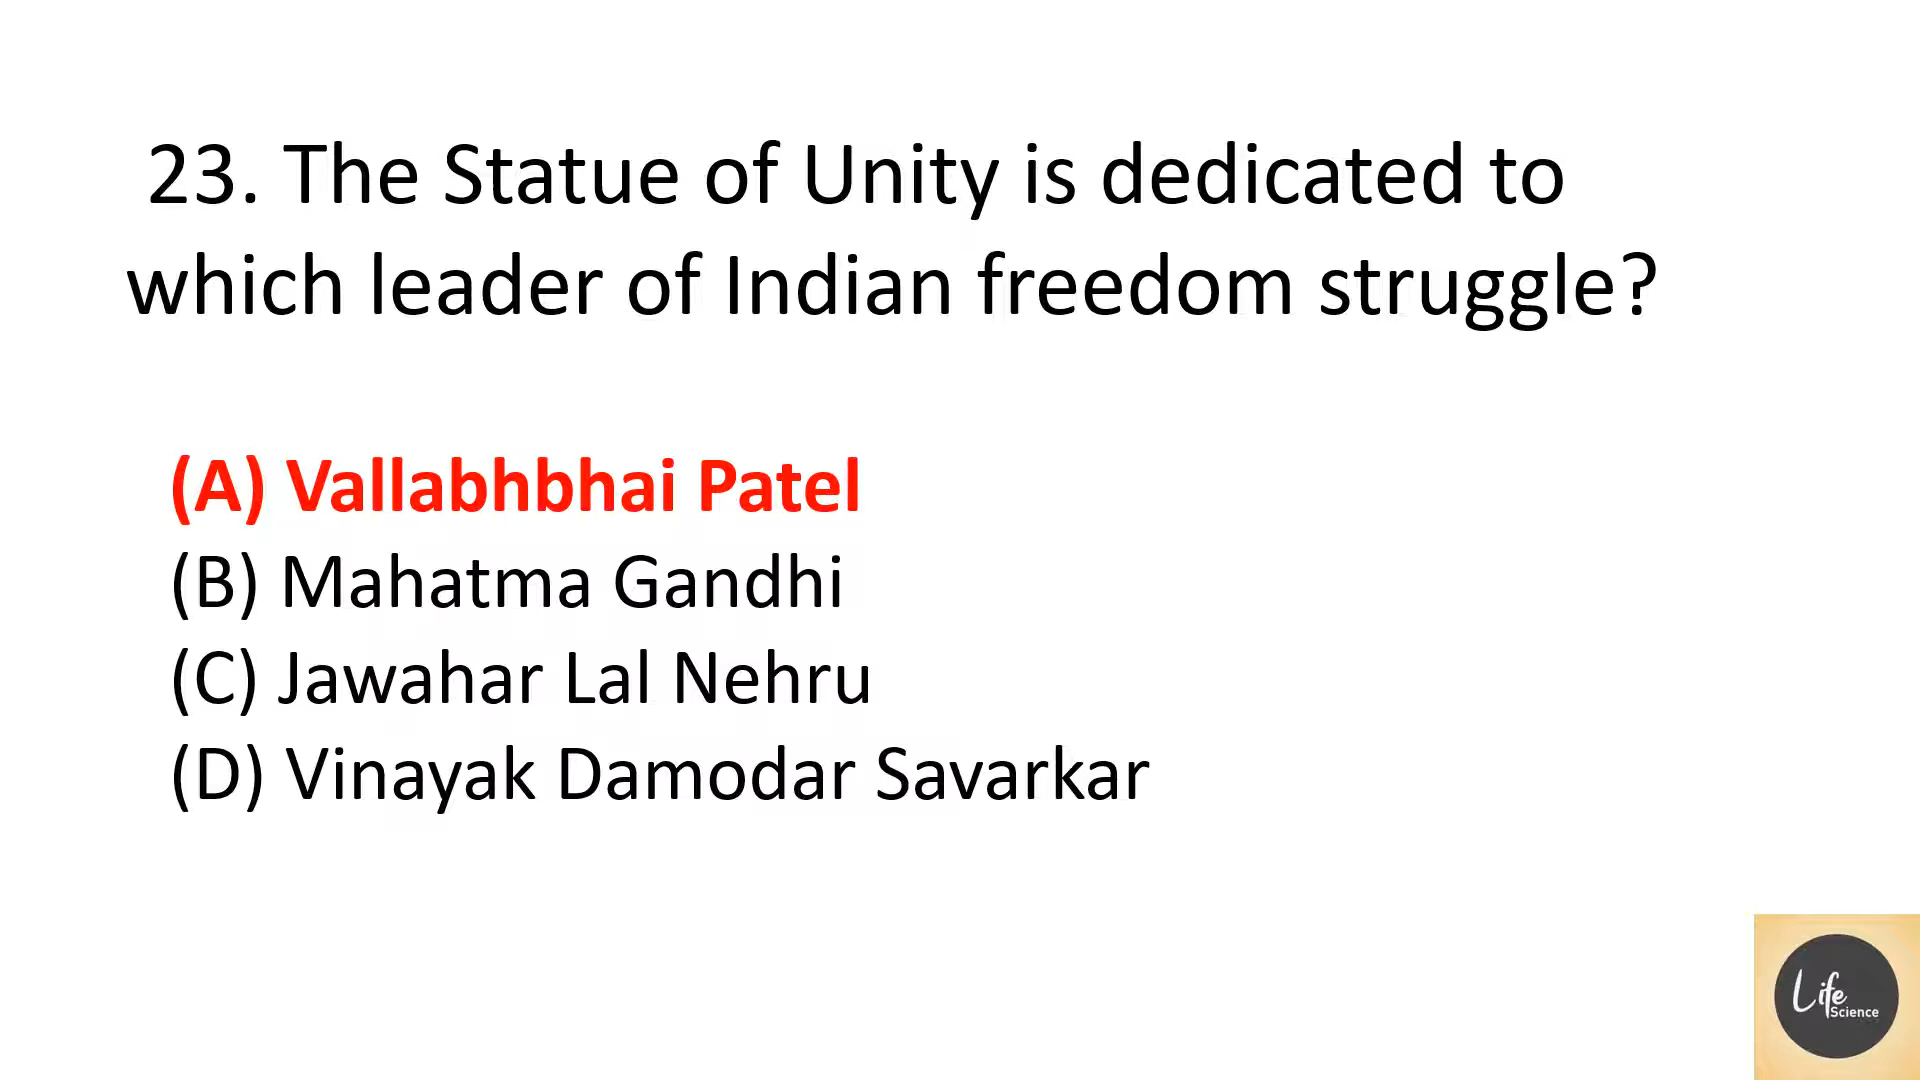 23. The Statue of Unity is dedicated to
which leader of Indian freedom struggle?
(A) Vallabhbhai Patel
(B) Mahatma Gandhi
(C) Jawahar Lal Nehru
(D) Vinayak Damodar Savarkar
Life
Science